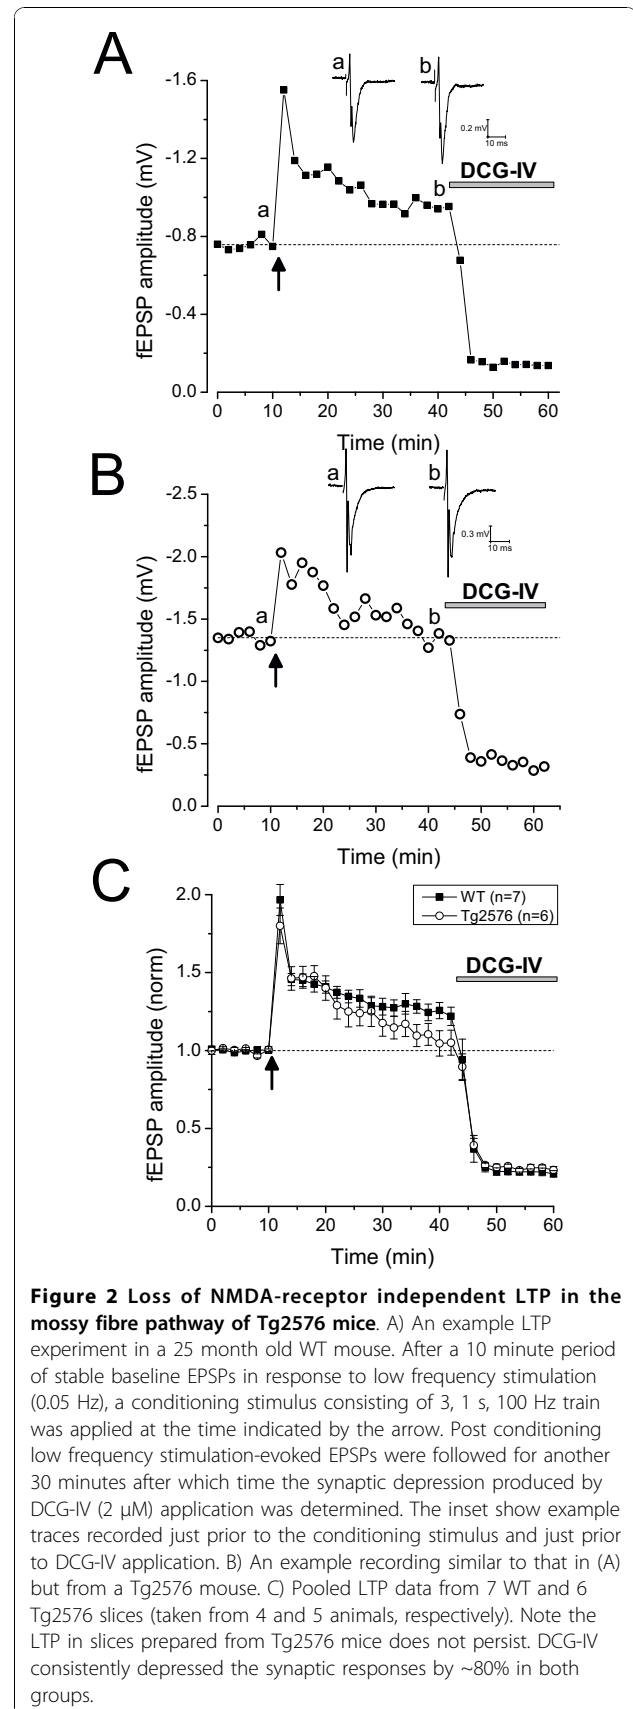 A
a
b
0.2 mV
10 ms
DCG-IV
a
b
fEPSP amplitude (mV)
-1.6
-1.2
-0.8
-0.4
0.0
0 10 20 30 40 50 60
Time (min)
B
a
b
0.3 mV
10 ms
DCG-IV
a
b
fEPSP amplitude (mV)
-2.5
-2.0
-1.5
-1.0
-0.5
0.0
0 10 20 30 40 50 60
Time (min)
C
WT (n=7)
Tg2576 (n=6)
DCG-IV
fEPSP amplitude (norm)
2.0
1.5
1.0
0.5
0.0
0 10 20 30 40 50 60
Time (min)
Figure 2 Loss of NMDA-receptor independent LTP in the
mossy fibre pathway of Tg2576 mice. A) An example LTP
experiment in a 25 month old WT mouse. After a 10 minute period
of stable baseline EPSPs in response to low frequency stimulation
(0.05 Hz), a conditioning stimulus consisting of 3, 1 s, 100 Hz train
was applied at the time indicated by the arrow. Post conditioning
low frequency stimulation-evoked EPSPs were followed for another
30 minutes after which time the synaptic depression produced by
DCG-IV (2 μM) application was determined. The inset show example
traces recorded just prior to the conditioning stimulus and just prior
to DCG-IV application. B) An example recording similar to that in (A)
but from a Tg2576 mouse. C) Pooled LTP data from 7 WT and 6
Tg2576 slices (taken from 4 and 5 animals, respectively). Note the
LTP in slices prepared from Tg2576 mice does not persist. DCG-IV
consistently depressed the synaptic responses by ~80% in both
groups.